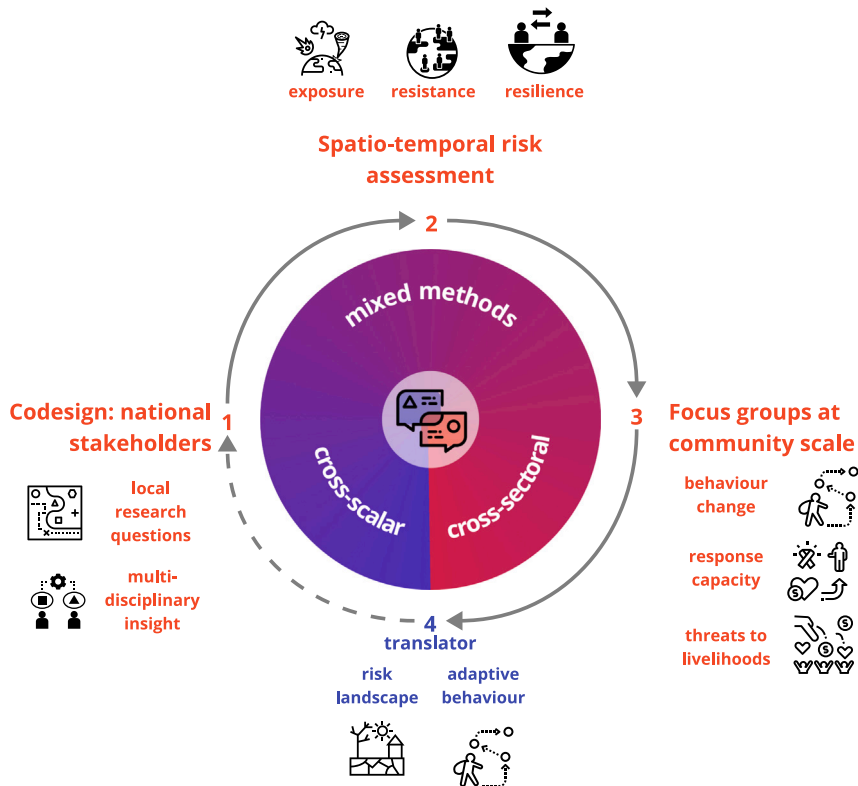 exposure
resistance
resilience
Spatio-temporal risk
assessment
2
mixed methods
cross-scalar
cross-sectoral
Codesign: national
stakeholders
1
local
research
questions
multi-
disciplinary
insight
3
Focus groups at
community scale
behaviour
change
response
capacity
threats to
livelihoods
4
translator
risk
landscape
adaptive
behaviour